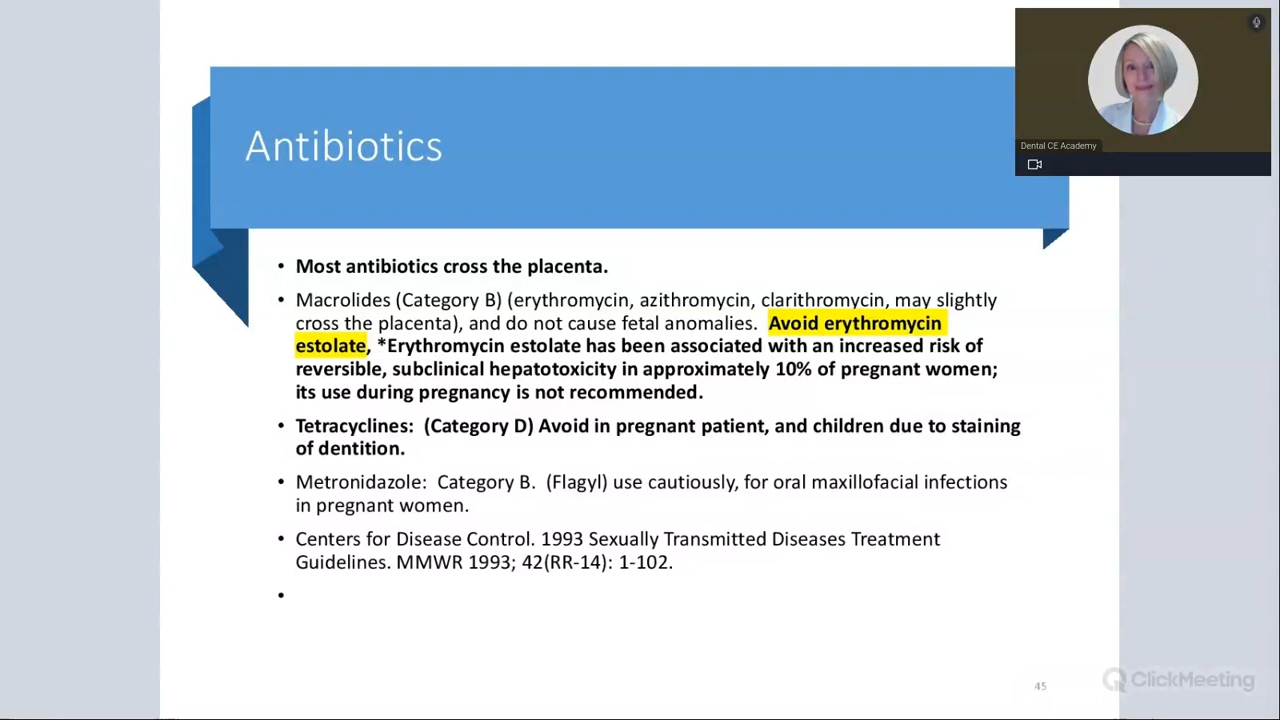 Antibiotics
Dental CE Academy
• Most antibiotics cross the placenta.
• Macrolides (Category B) (erythromycin, azithromycin, clarithromycin, may slightly
cross the placenta), and do not cause fetal anomalies. Avoid erythromycin
estolate, *Erythromycin estolate has been associated with an increased risk of
reversible, subclinical hepatotoxicity in approximately 10% of pregnant women;
its use during pregnancy is not recommended.
• Tetracyclines: (Category D) Avoid in pregnant patient, and children due to staining
of dentition.
• Metronidazole: Category B. (Flagyl) use cautiously, for oral maxillofacial infections
in pregnant women.
• Centers for Disease Control. 1993 Sexually Transmitted Diseases Treatment
Guidelines. MMWR 1993; 42(RR-14): 1-102.
•
45
ClickMeeting